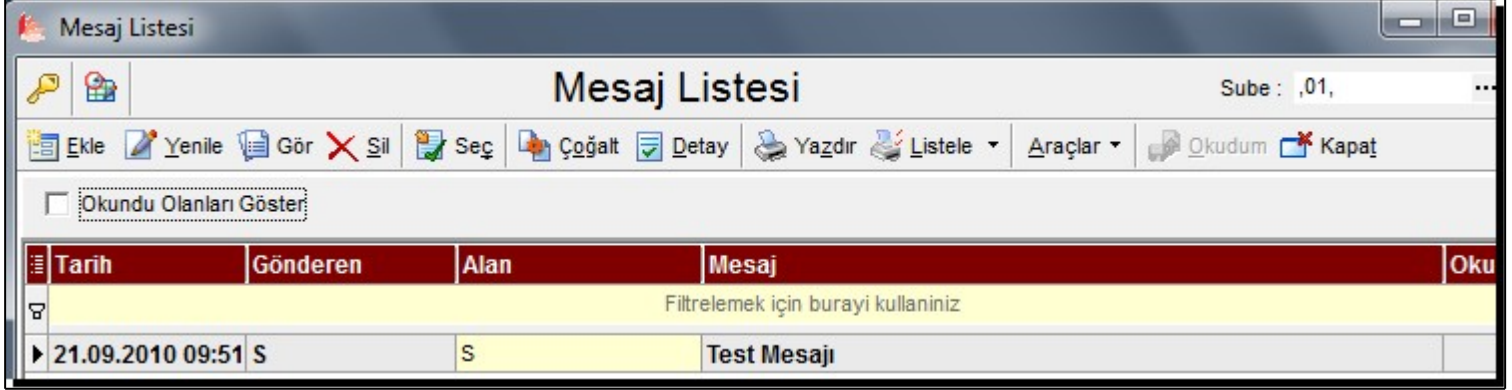 Mesaj Listesi
Mesaj Listesi
Sube : ,01, ...
Ekle Yenile Gör Sil Seç Çoğalt Detay Yazdır Listele Araçlar Okudum Kapat
Okundu Olanları Göster
Tarih Gönderen Alan Mesaj Oku
Filtrelemek için burayi kullaniniz
21.09.2010 09:51 S S Test Mesajı